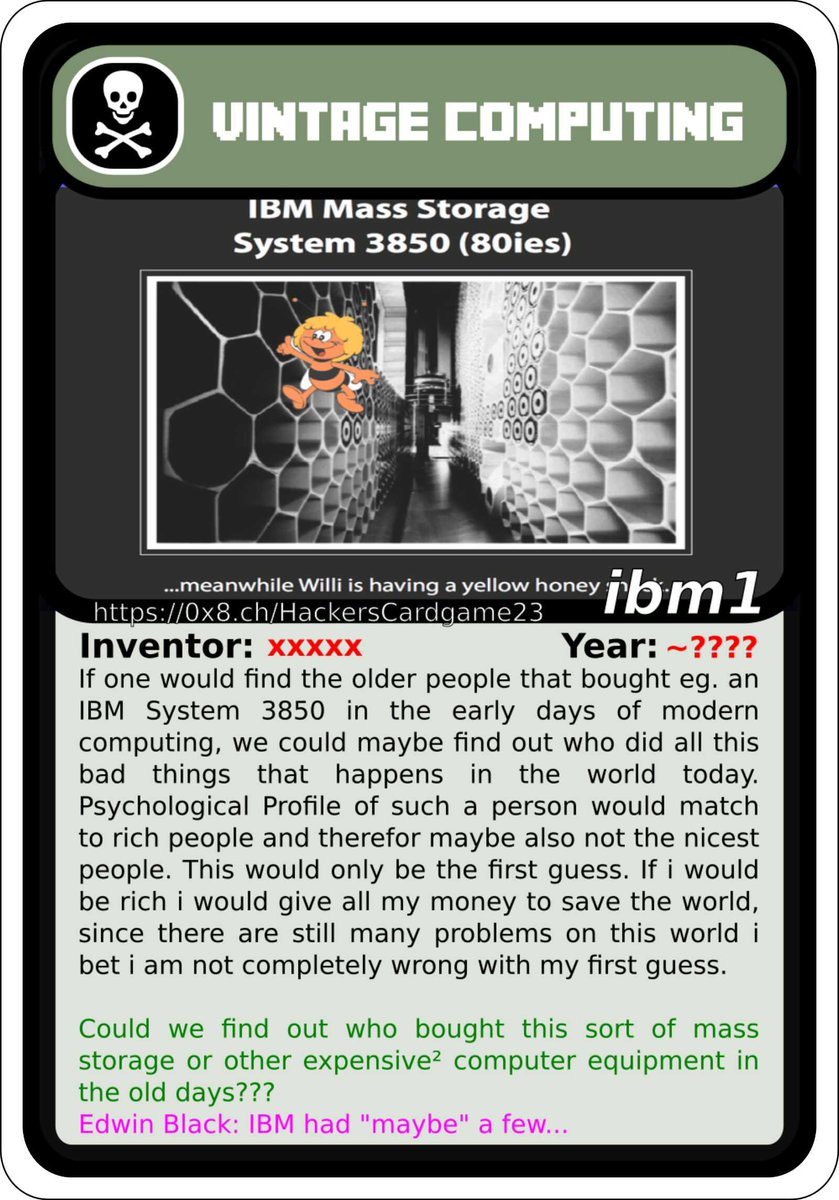 VINTAGE COMPUTING
IBM Mass Storage
System 3850 (80ies)
...meanwhile Willi is having a yellow honey
ibm1
https://0x8.ch/HackersCardgame23
Inventor: xxxxx Year: ~????
If one would find the older people that bought eg. an
IBM System 3850 in the early days of modern
computing, we could maybe find out who did all this
bad things that happens in the world today.
Psychological Profile of such a person would match
to rich people and therefor maybe also not the nicest
people. This would only be the first guess. If i would
be rich i would give all my money to save the world,
since there are still many problems on this world i
bet i am not completely wrong with my first guess.
Could we find out who bought this sort of mass
storage or other expensive² computer equipment in
the old days???
Edwin Black: IBM had "maybe" a few...